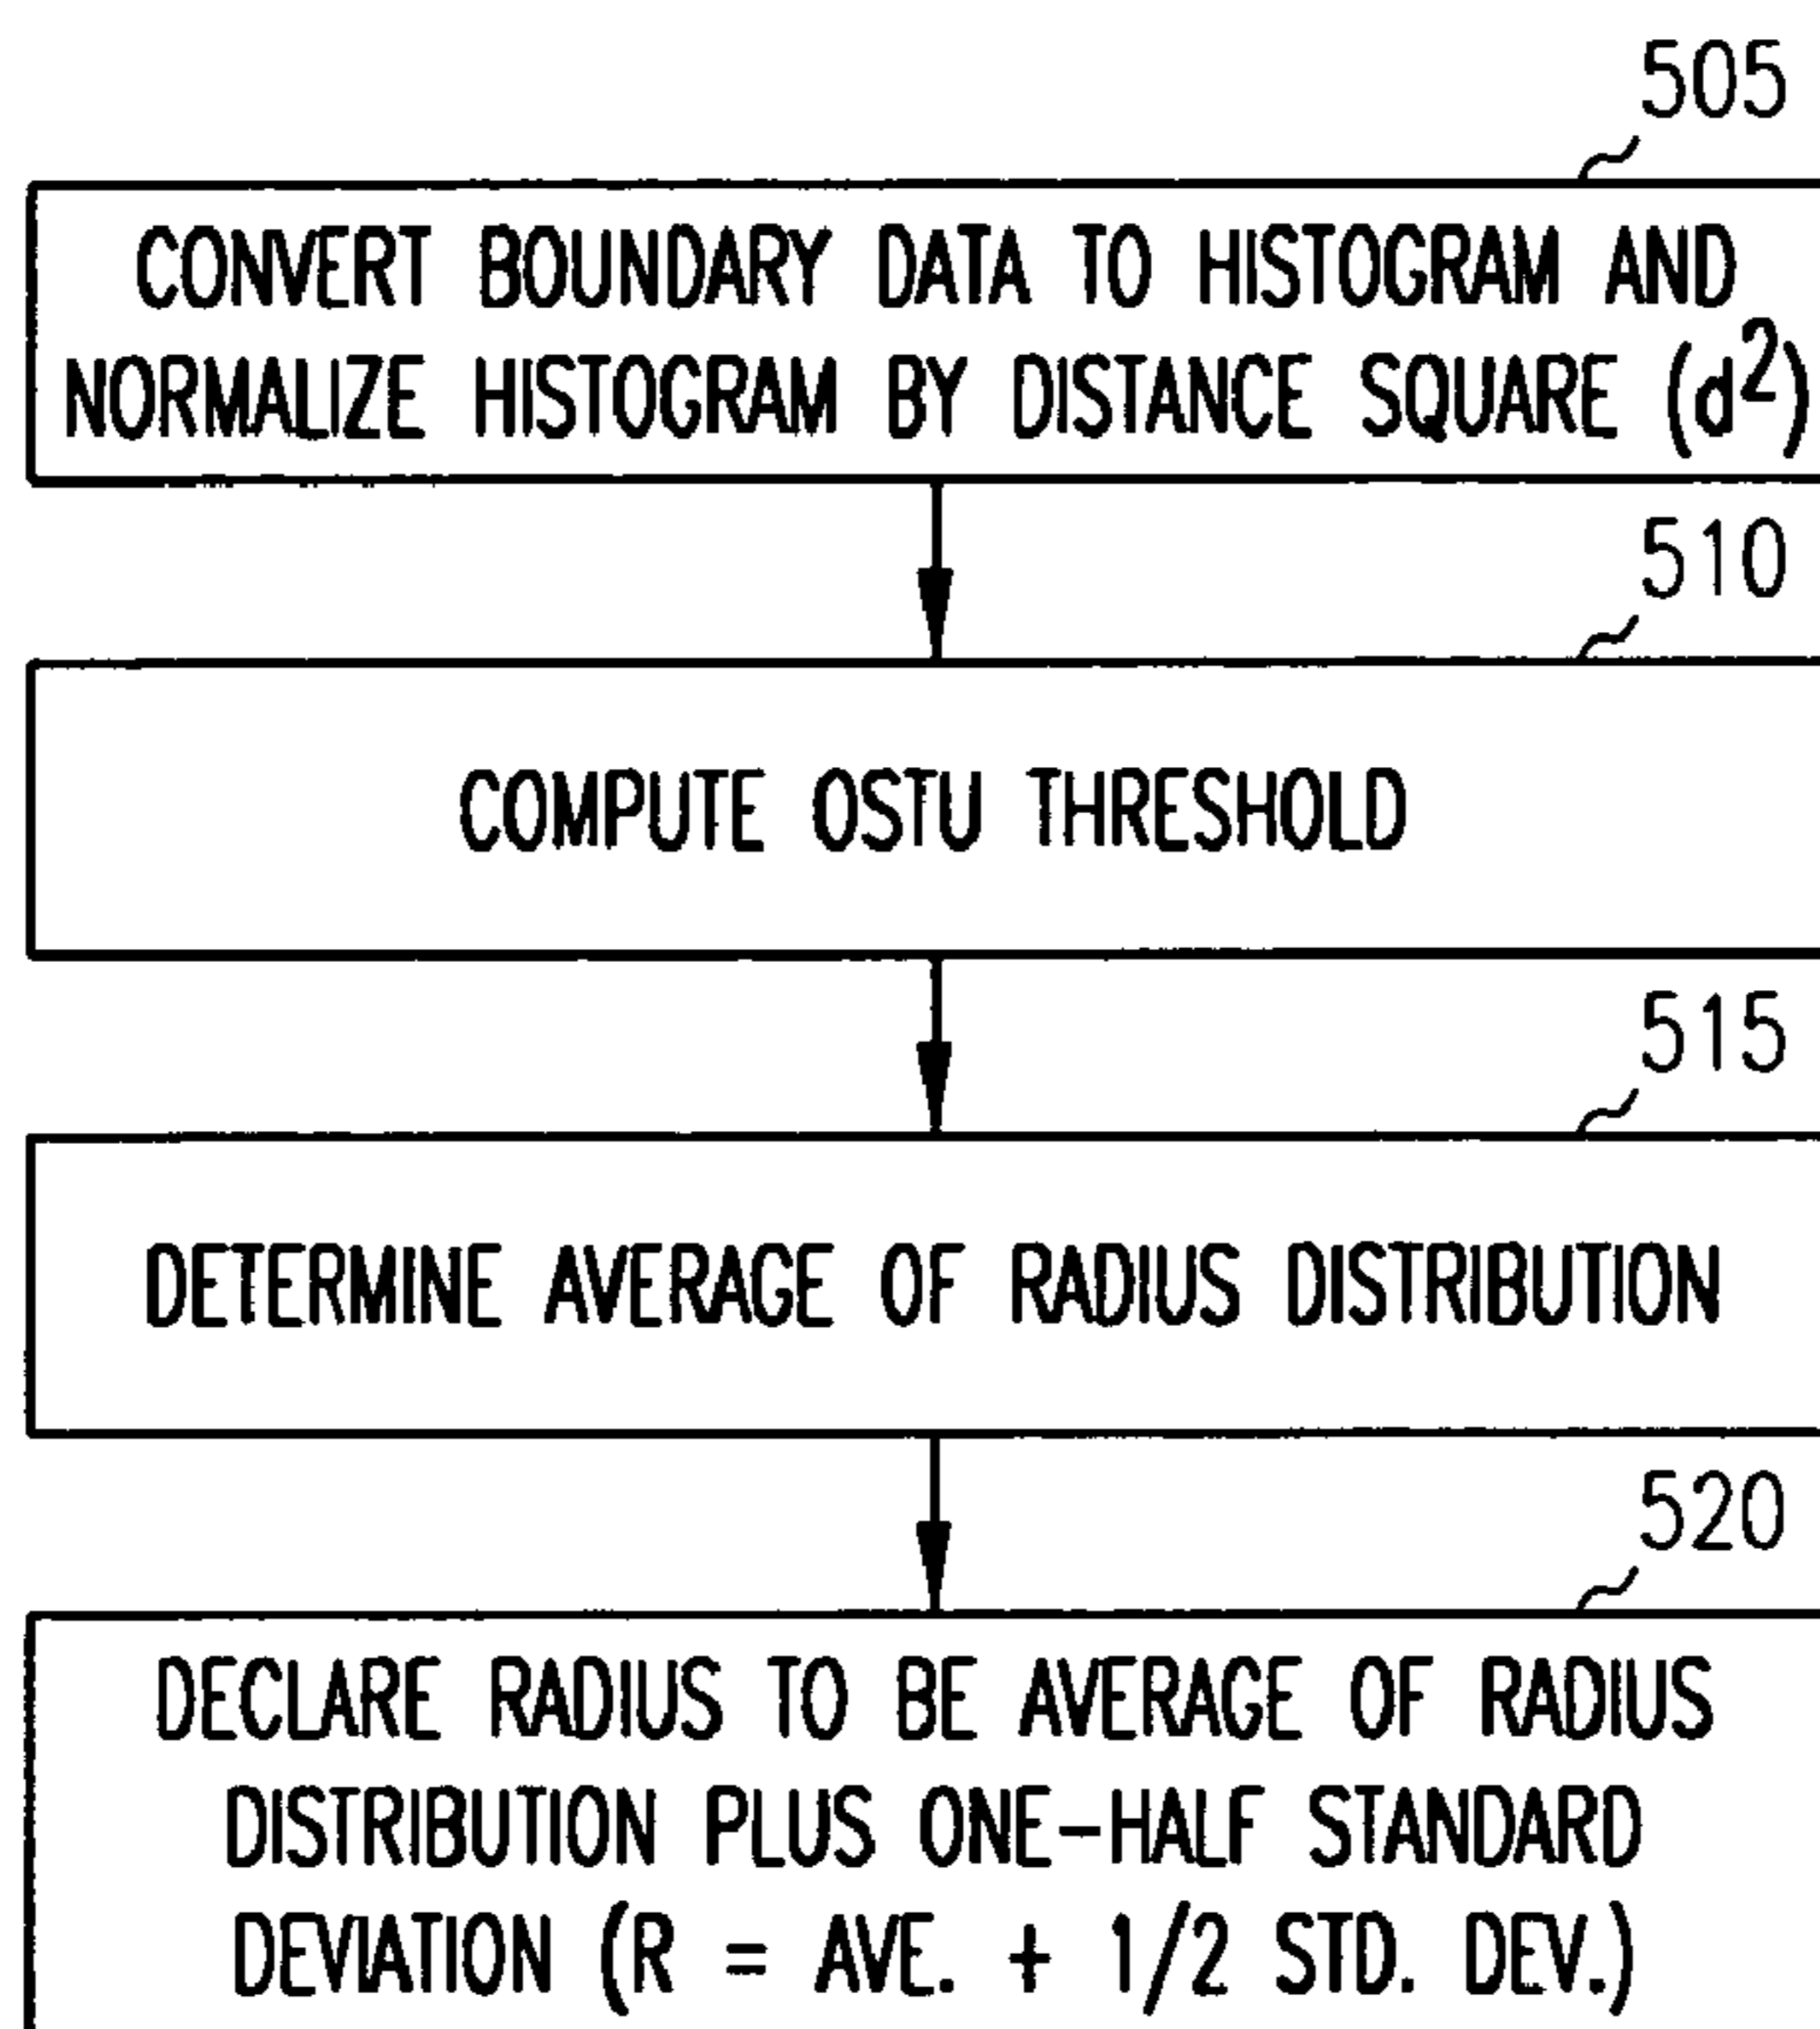 505
CONVERT BOUNDARY DATA TO HISTOGRAM AND
NORMALIZE HISTOGRAM BY DISTANCE SQUARE (d²)
510
COMPUTE OSTU THRESHOLD
515
DETERMINE AVERAGE OF RADIUS DISTRIBUTION
520
DECLARE RADIUS TO BE AVERAGE OF RADIUS
DISTRIBUTION PLUS ONE-HALF STANDARD
DEVIATION (R = AVE. + 1/2 STD. DEV.)